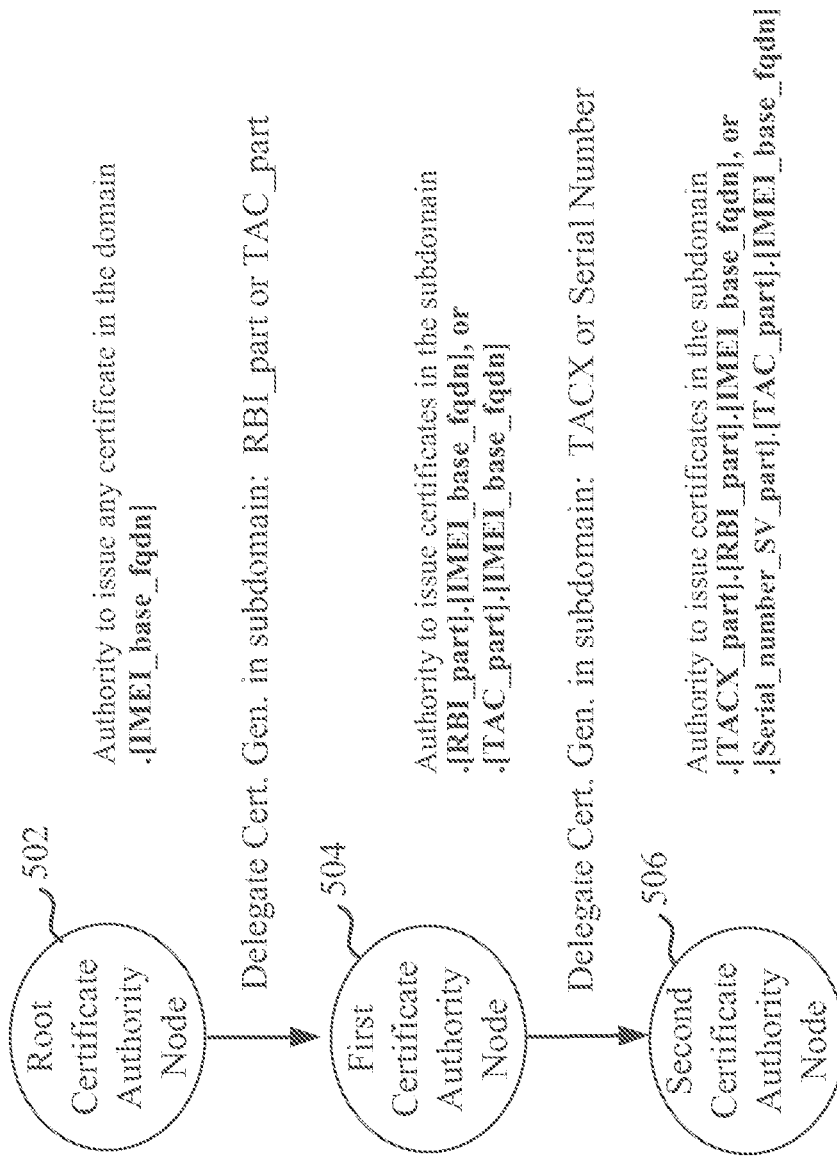 Root
Certificate
Authority
Node
502
Authority to issue any certificate in the domain
.[IMEI_base_fqdn]
Delegate Cert. Gen. in subdomain: RBI_part or TAC_part
First
Certificate
Authority
Node
504
Authority to issue certificates in the subdomain
.[RBI_part].[IMEI_base_fqdn], or
.[TAC_part].[IMEI_base_fqdn]
Delegate Cert. Gen. in subdomain: TACX or Serial Number
Second
Certificate
Authority
Node
506
Authority to issue certificates in the subdomain
.[TACX_part].[RBI_part].[IMEI_base_fqdn], or
.[Serial_number_SV_part].[TAC_part].[IMEI_base_fqdn]